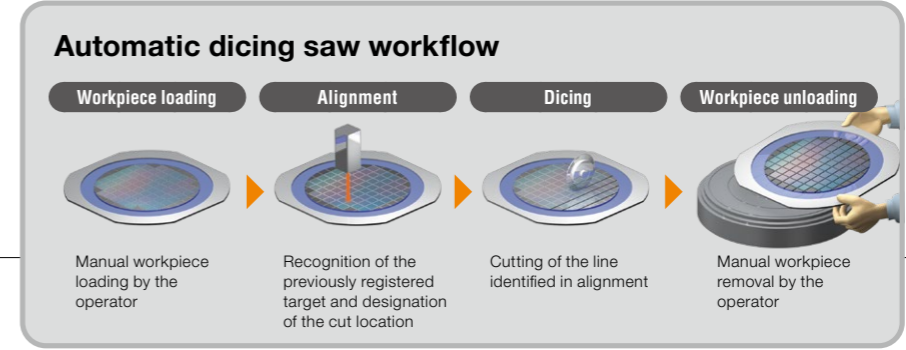 Automatic dicing saw workflow
Workpiece loading
Alignment
Dicing
Workpiece unloading
Manual workpiece
loading by the
operator
Recognition of the
previously registered
target and designation
of the cut location
Cutting of the line
identified in alignment
Manual workpiece
removal by the
operator